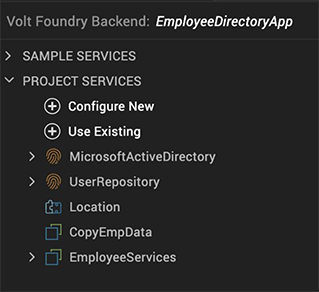 Volt Foundry Backend: EmployeeDirectoryApp
SAMPLE SERVICES
PROJECT SERVICES
Configure New
Use Existing
MicrosoftActiveDirectory
UserRepository
Location
CopyEmpData
EmployeeServices